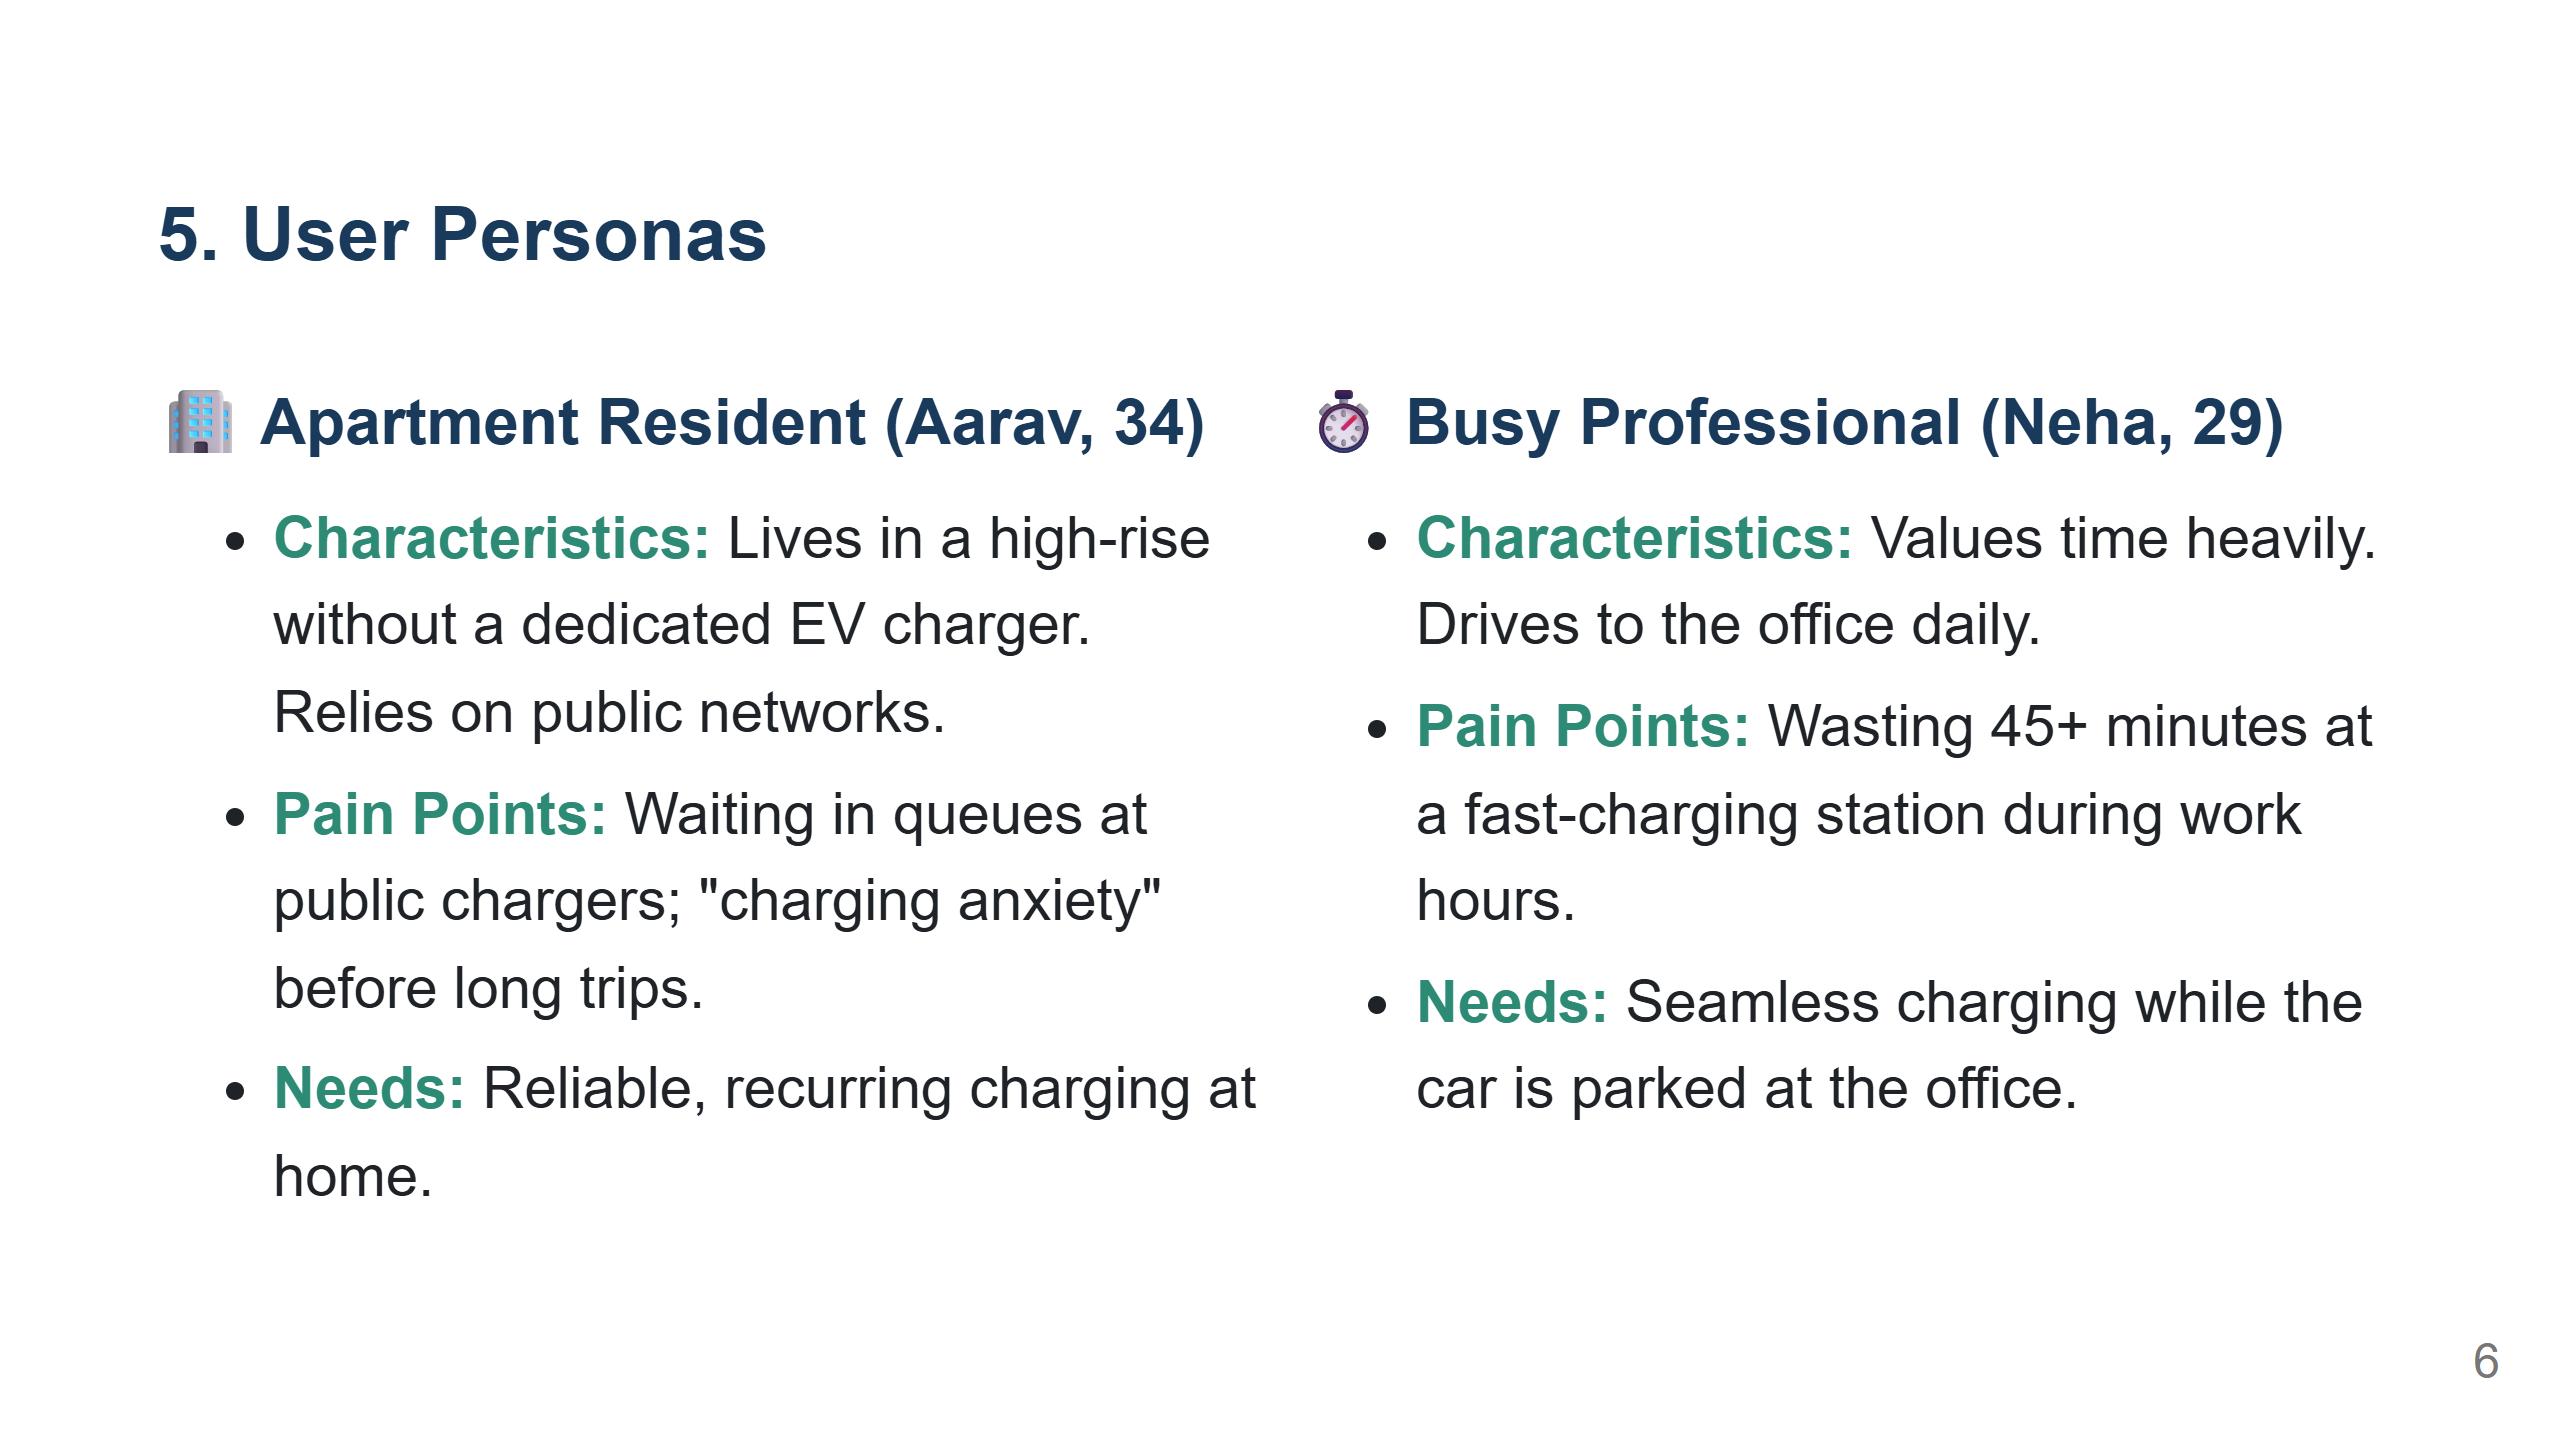 5. User Personas
Apartment Resident (Aarav, 34)
• Characteristics: Lives in a high-rise
without a dedicated EV charger.
Relies on public networks.
• Pain Points: Waiting in queues at
public chargers; "charging anxiety"
before long trips.
• Needs: Reliable, recurring charging at
home.
Busy Professional (Neha, 29)
• Characteristics: Values time heavily.
Drives to the office daily.
• Pain Points: Wasting 45+ minutes at
a fast-charging station during work
hours.
• Needs: Seamless charging while the
car is parked at the office.
6